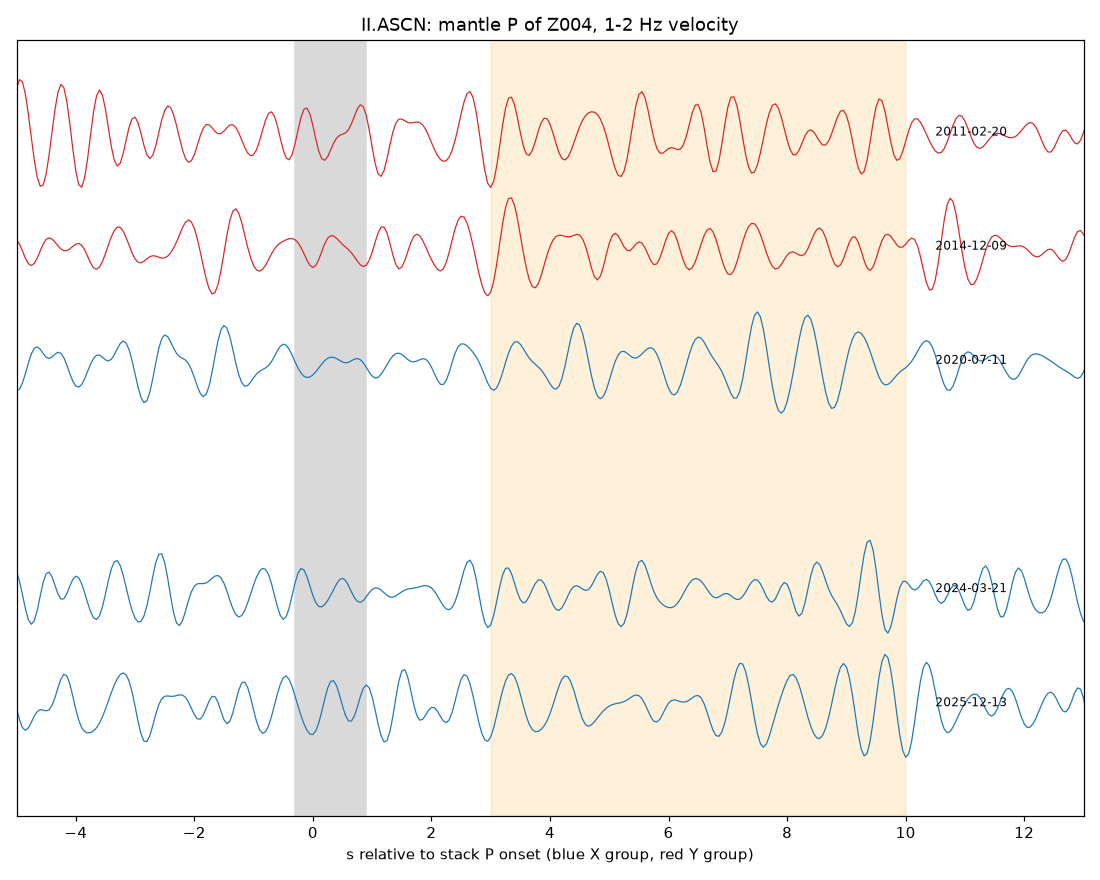 II.ASCN: mantle P of Z004, 1-2 Hz velocity
2011-02-20
2014-12-09
2020-07-11
2024-03-21
2025-12-13
−4 −2 0 2 4 6 8 10 12
s relative to stack P onset (blue X group, red Y group)